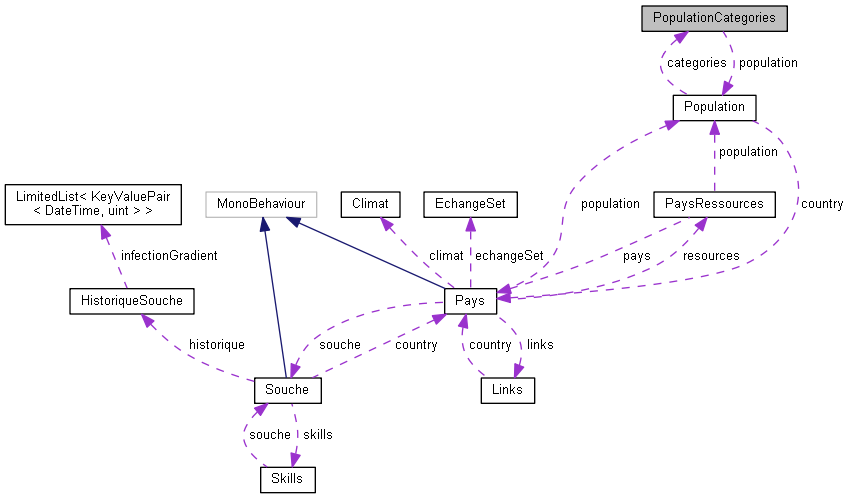 PopulationCategories
categories
population
Population
population
LimitedList< KeyValuePair
< DateTime, uint > >
MonoBehaviour
Climat
EchangeSet
population
PaysRessources
country
infectionGradient
climat
echangeSet
pays
resources
HistoriqueSouche
Pays
historique
souche
country
country
links
Souche
Links
souche
skills
Skills